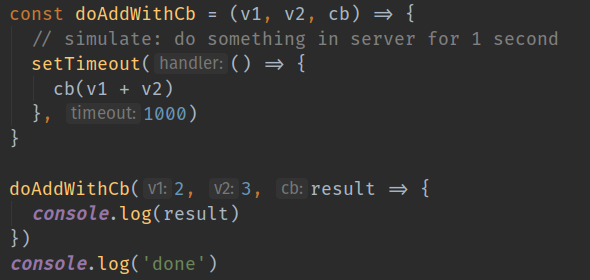 const doAddWithCb = (v1, v2, cb) => {
  // simulate: do something in server for 1 second
  setTimeout( handler: () => {
    cb(v1 + v2)
  }, timeout: 1000)
}

doAddWithCb( v1: 2, v2: 3, cb: result => {
  console.log(result)
})
console.log('done')